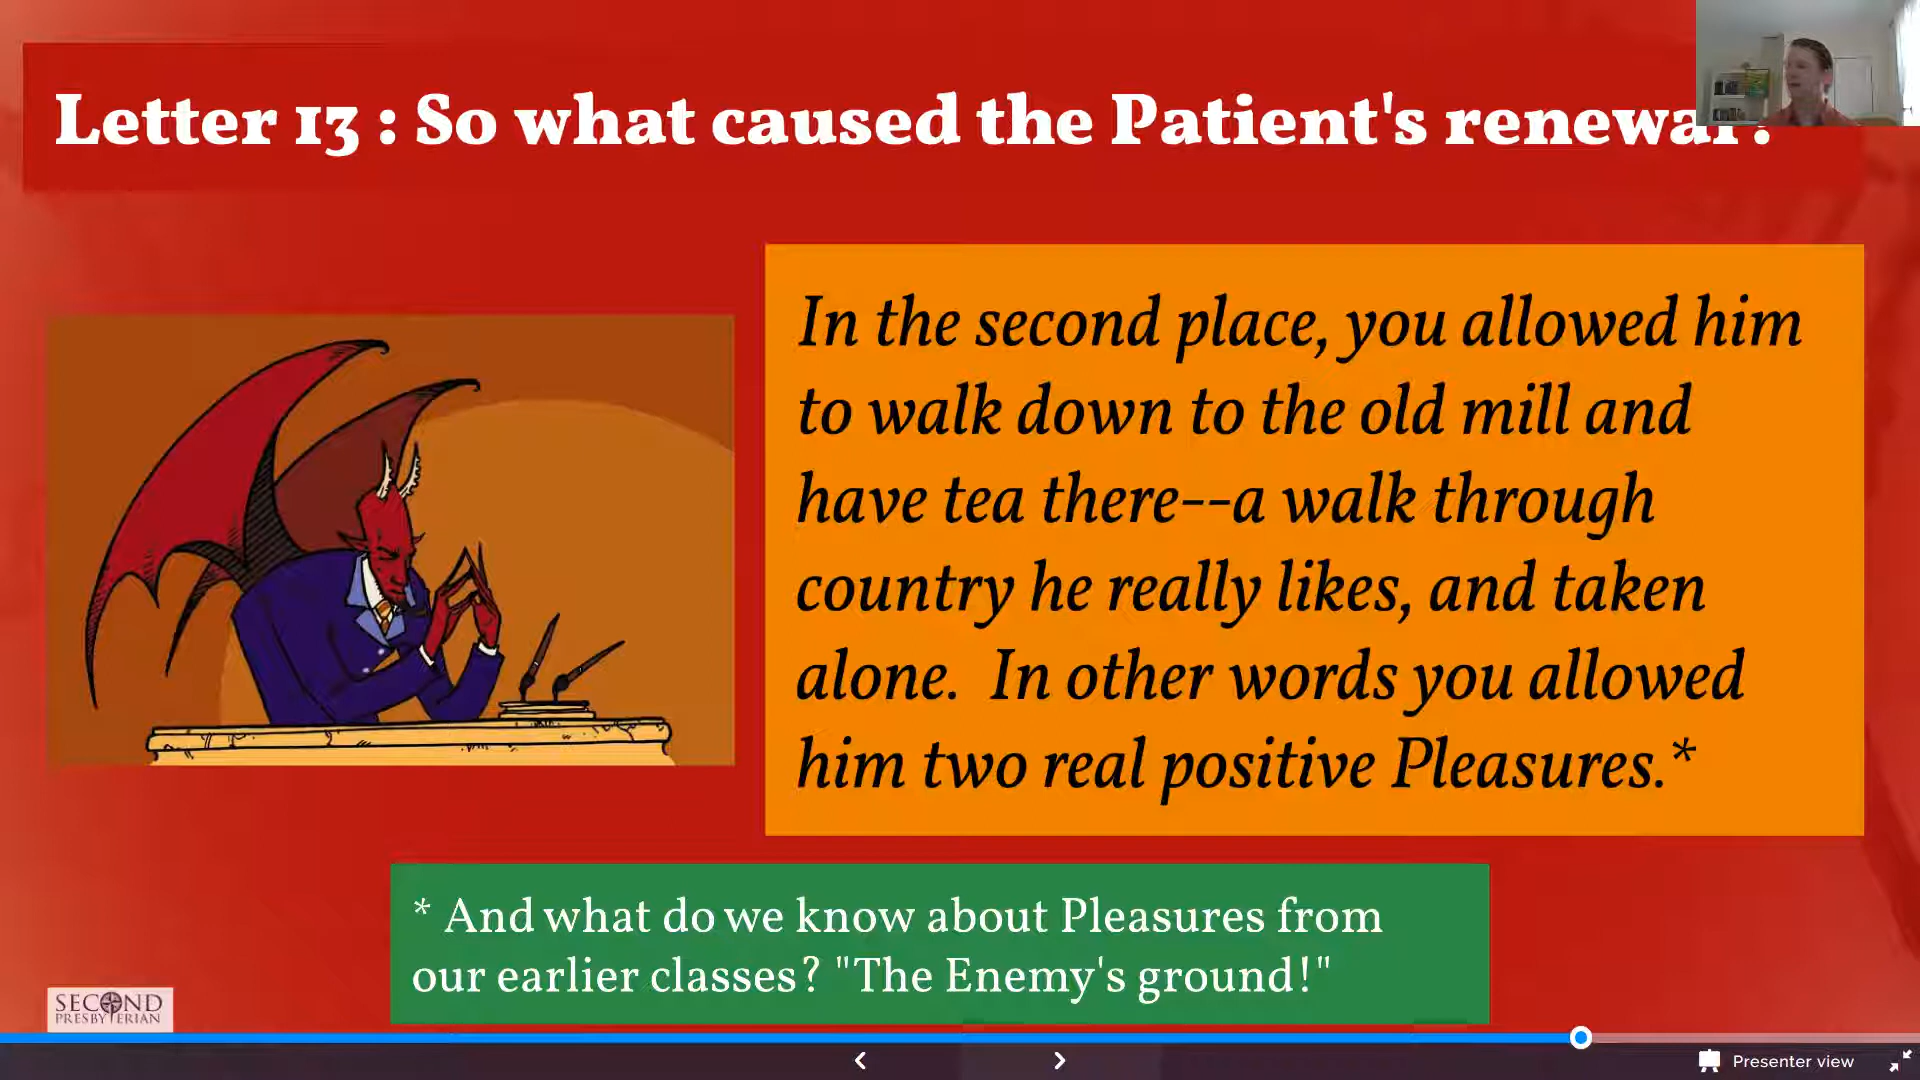 Letter 13 : So what caused the Patient's renewal?
In the second place, you allowed him
to walk down to the old mill and
have tea there--a walk through
country he really likes, and taken
alone. In other words you allowed
him two real positive Pleasures.*
* And what do we know about Pleasures from
our earlier classes? "The Enemy's ground!"
SECOND
PRESBYTERIAN
Presenter view